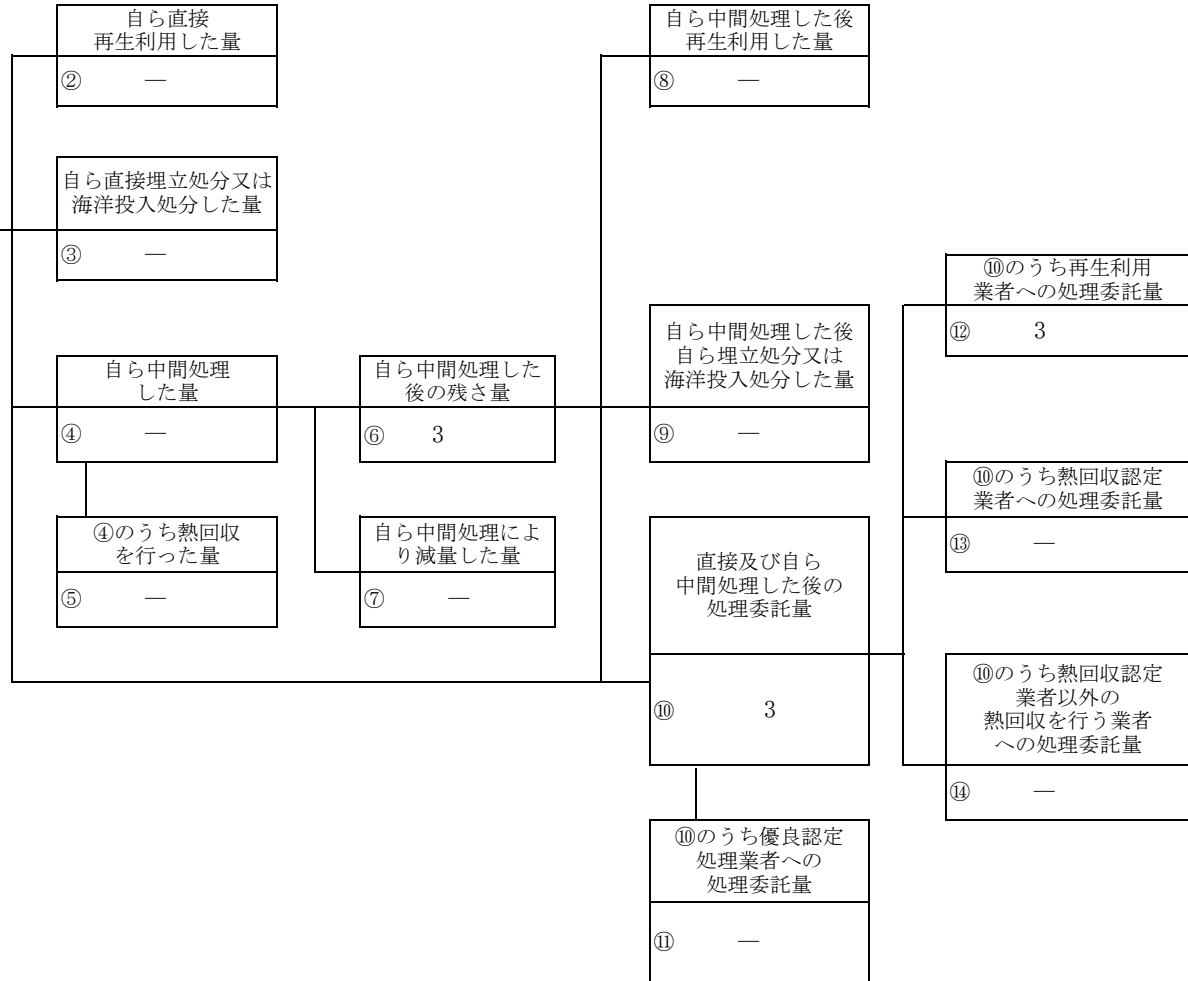 自ら直接
再生利用した量
② ―
自ら直接埋立処分又は
海洋投入処分した量
③ ―
自ら中間処理
した量
④ ―
④のうち熱回収
を行った量
⑤ ―
自ら中間処理した
後の残さ量
⑥ 3
自ら中間処理によ
り減量した量
⑦ ―
自ら中間処理した後
再生利用した量
⑧ ―
自ら中間処理した後
自ら埋立処分又は
海洋投入処分した量
⑨ ―
直接及び自ら
中間処理した後の
処理委託量
⑩ 3
⑩のうち優良認定
処理業者への
処理委託量
⑪ ―
⑩のうち再生利用
業者への処理委託量
⑫ 3
⑩のうち熱回収認定
業者への処理委託量
⑬ ―
⑩のうち熱回収認定
業者以外の
熱回収を行う業者
への処理委託量
⑭ ―